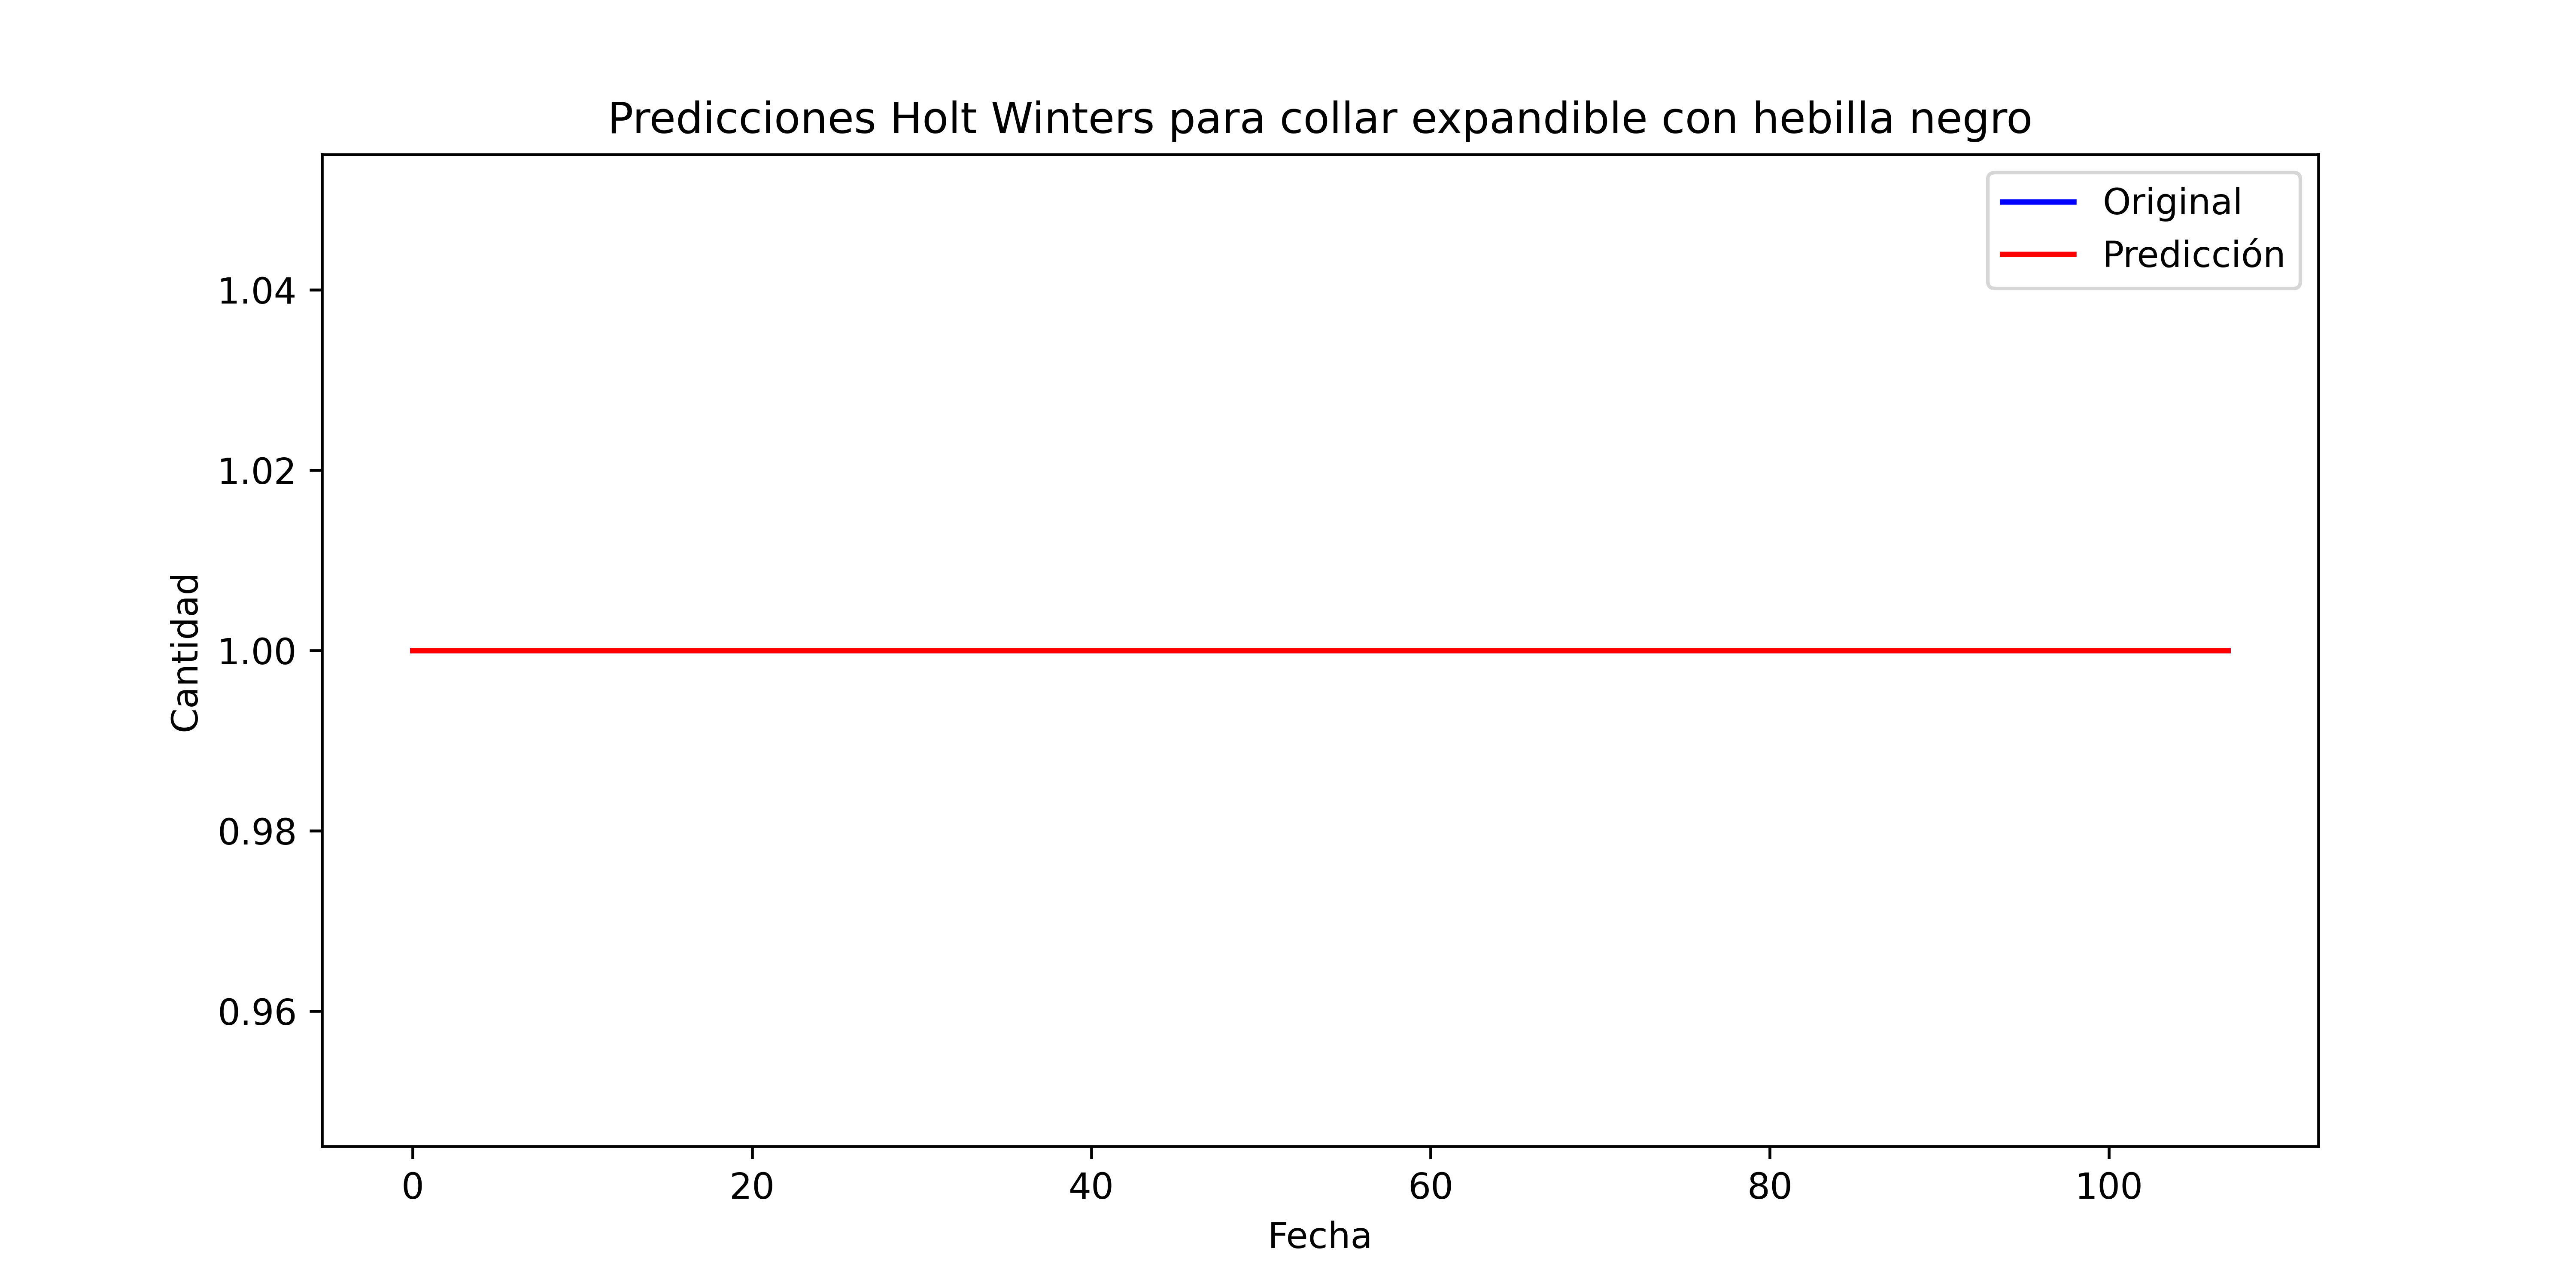 Predicciones Holt Winters para collar expandible con hebilla negro
Original
Predicción
1.04
1.02
1.00
0.98
0.96
Cantidad
0 20 40 60 80 100
Fecha